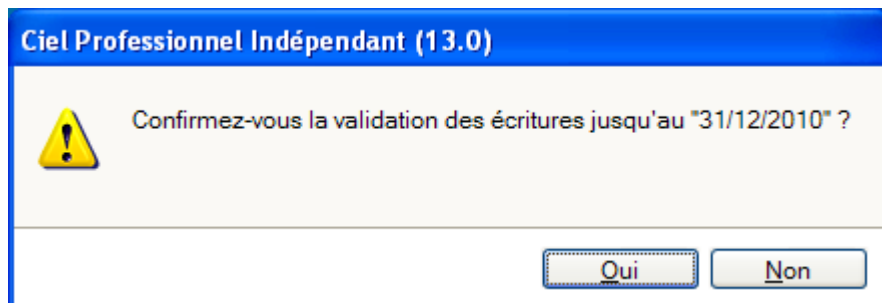 Ciel Professionnel Indépendant (13.0)
Confirmez-vous la validation des écritures jusqu'au "31/12/2010" ?
Oui
Non